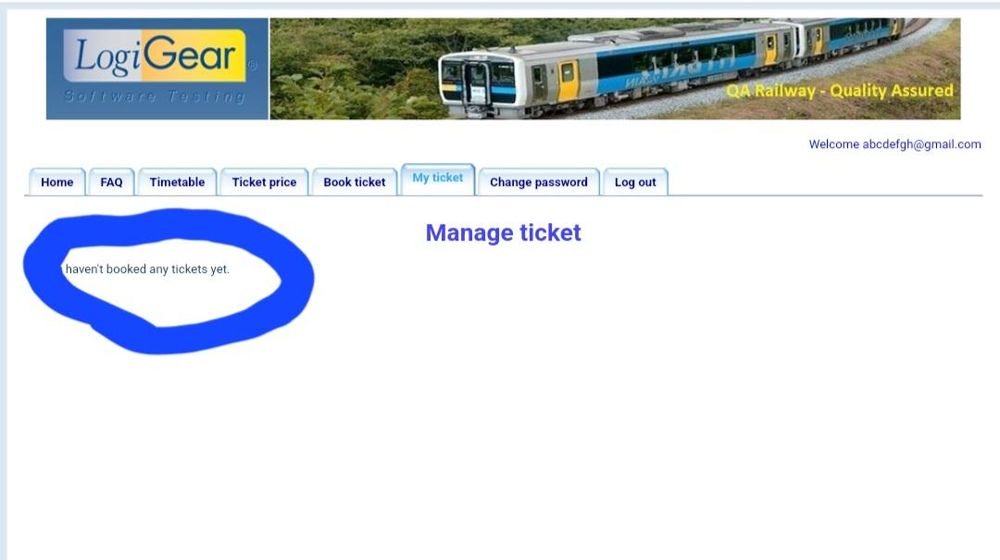 LogiGear®
Software Testing
QA Railway - Quality Assured
Welcome abcdefgh@gmail.com
Home FAQ Timetable Ticket price Book ticket My ticket Change password Log out
Manage ticket
haven't booked any tickets yet.